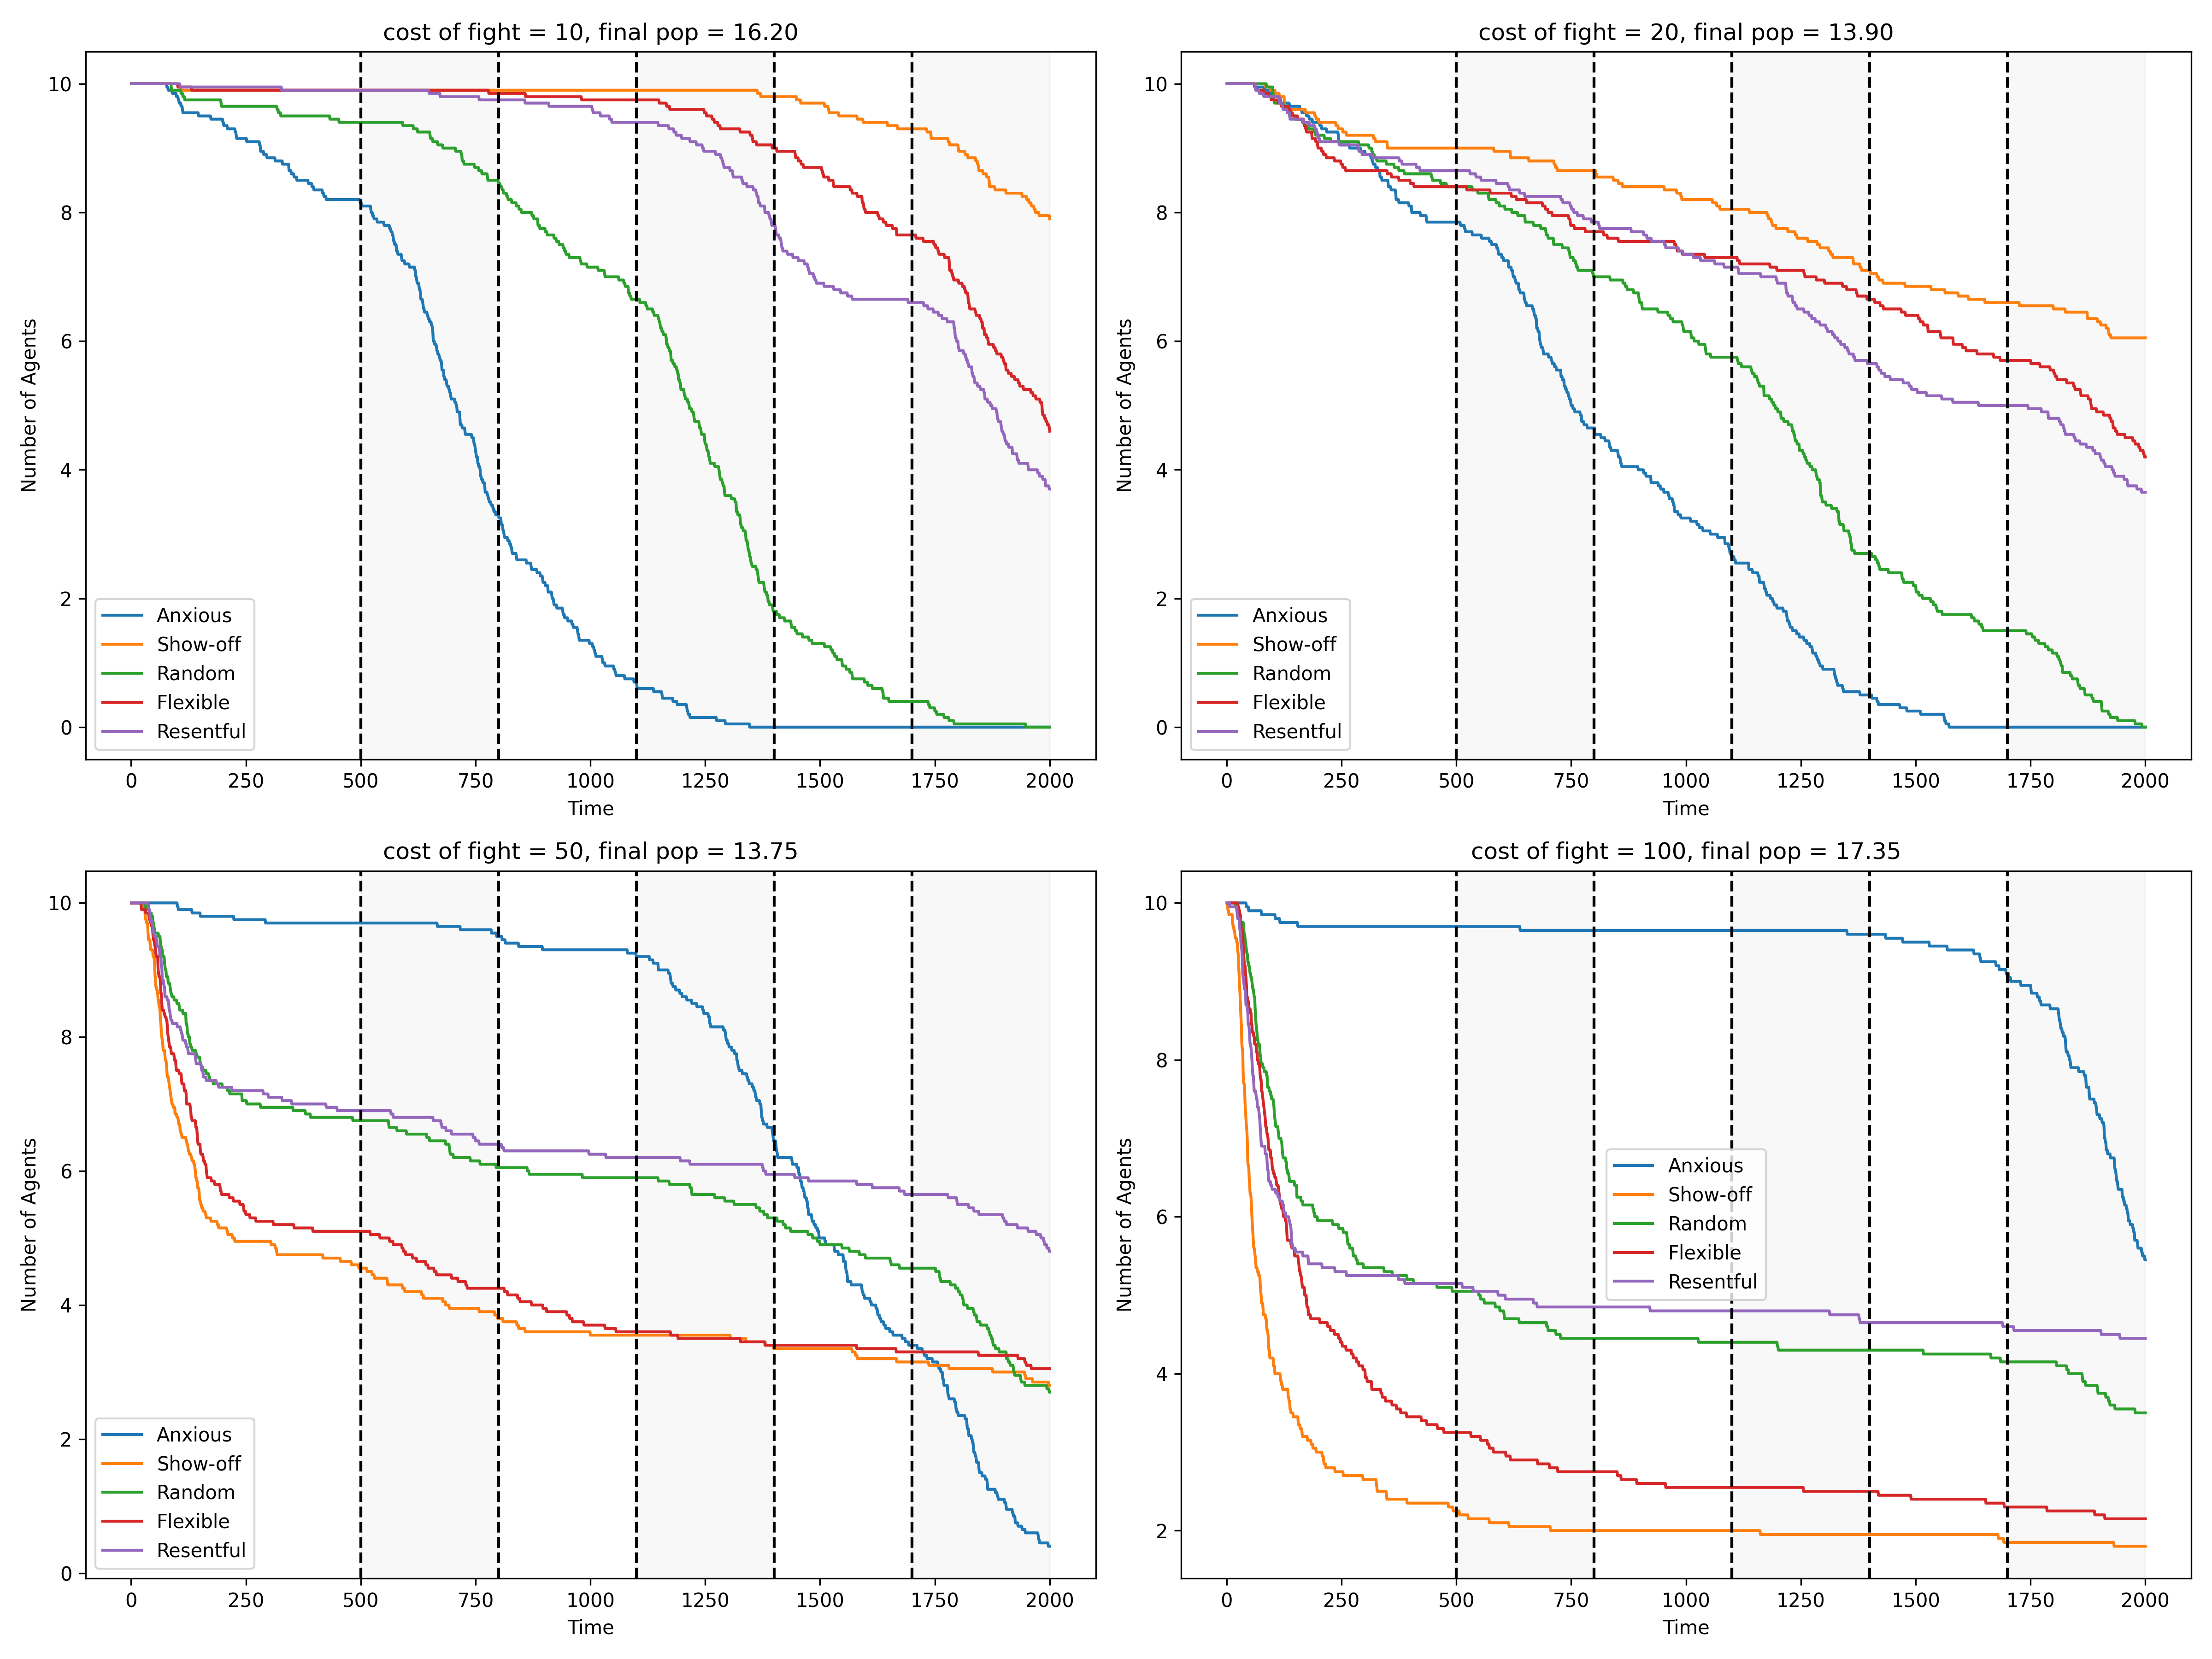 cost of fight = 10, final pop = 16.20
Number of Agents
10
8
6
4
2
0
Anxious
Show-off
Random
Flexible
Resentful
0 250 500 750 1000 1250 1500 1750 2000
Time
cost of fight = 20, final pop = 13.90
Number of Agents
10
8
6
4
2
0
Anxious
Show-off
Random
Flexible
Resentful
0 250 500 750 1000 1250 1500 1750 2000
Time
cost of fight = 50, final pop = 13.75
Number of Agents
10
8
6
4
2
0
Anxious
Show-off
Random
Flexible
Resentful
0 250 500 750 1000 1250 1500 1750 2000
Time
cost of fight = 100, final pop = 17.35
Number of Agents
10
8
6
4
2
Anxious
Show-off
Random
Flexible
Resentful
0 250 500 750 1000 1250 1500 1750 2000
Time